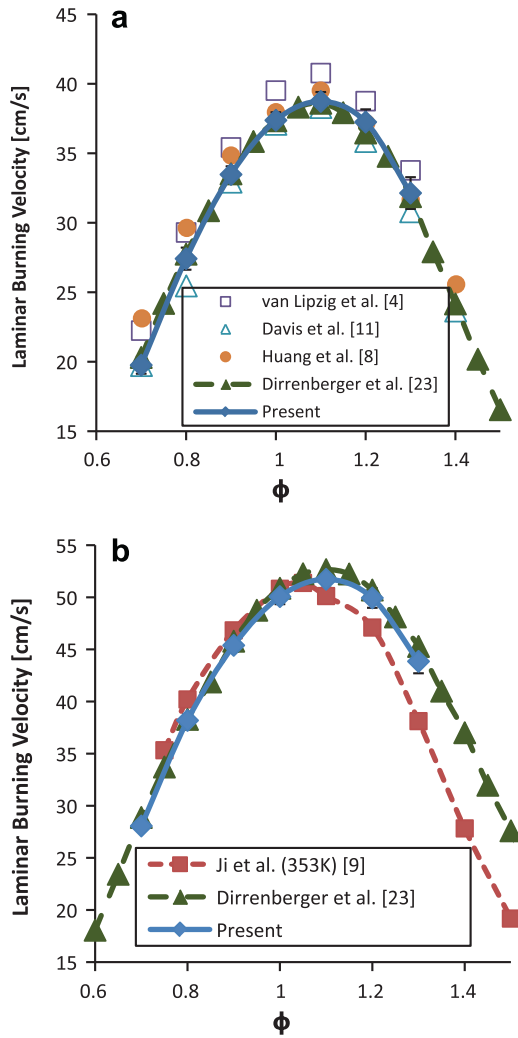 a
45
40
35
30
25
20
15
Laminar Burning Velocity [cm/s]
van Lipzig et al. [4]
Davis et al. [11]
Huang et al. [8]
Dirrenberger et al. [23]
Present
0.6 0.8 1 1.2 1.4
ϕ
b
55
50
45
40
35
30
25
20
15
Laminar Burning Velocity [cm/s]
Ji et al. (353K) [9]
Dirrenberger et al. [23]
Present
0.6 0.8 1 1.2 1.4
ϕ